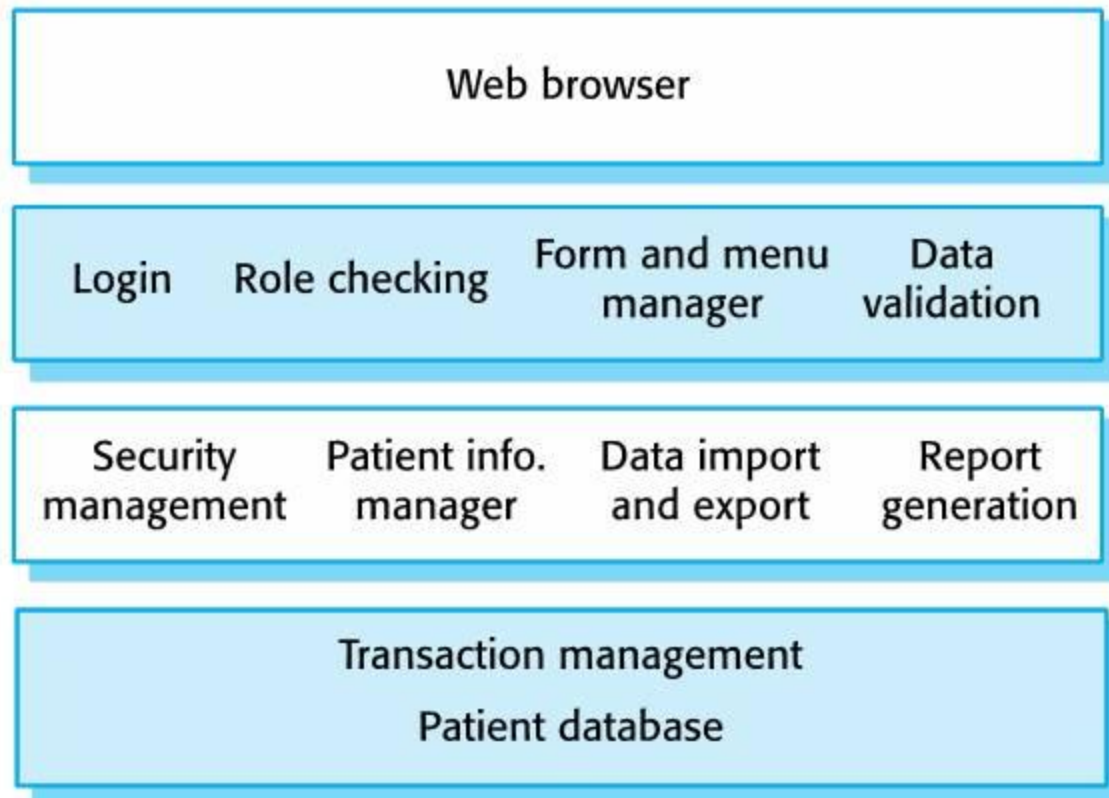 Web browser
Login Role checking Form and menu manager Data validation
Security management Patient info. manager Data import and export Report generation
Transaction management
Patient database